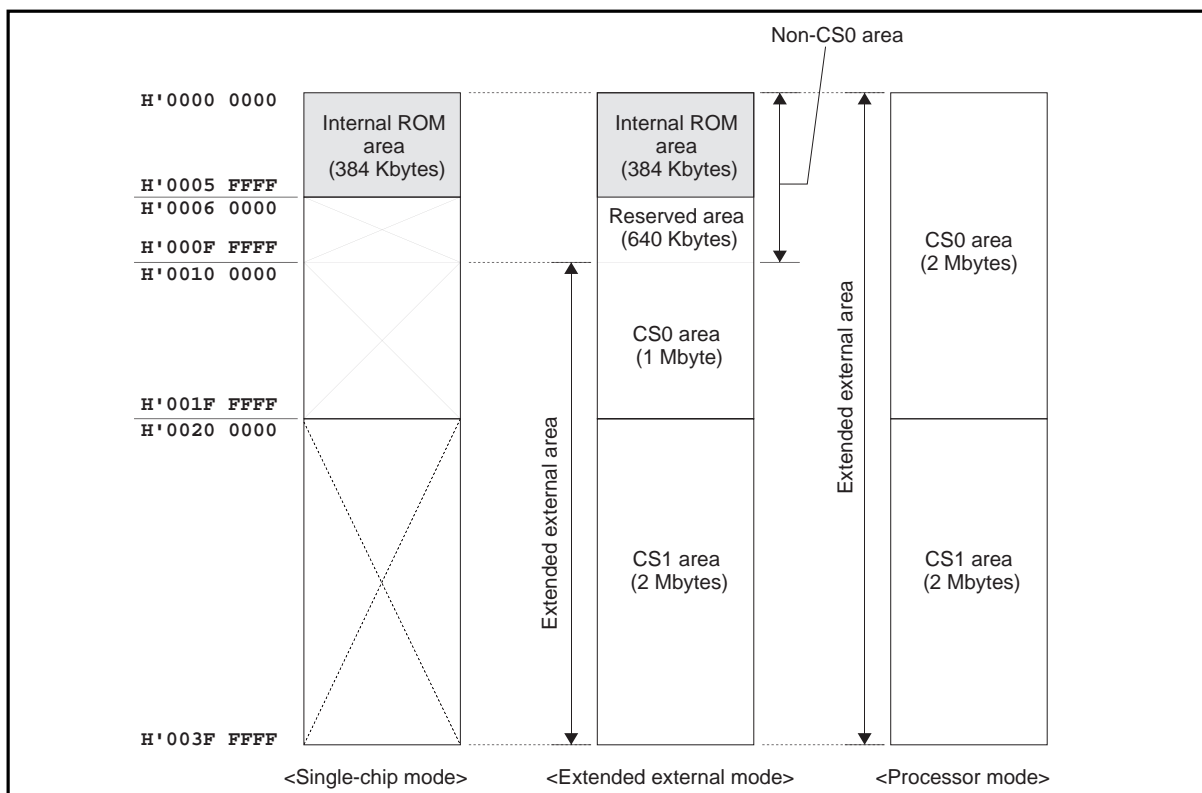 Non-CS0 area
H'0000 0000
H'0005 FFFF
H'0006 0000
H'000F FFFF
H'0010 0000
H'001F FFFF
H'0020 0000
H'003F FFFF
Internal ROM
area
(384 Kbytes)
<Single-chip mode>
Extended external area
Internal ROM
area
(384 Kbytes)
Reserved area
(640 Kbytes)
CS0 area
(1 Mbyte)
CS1 area
(2 Mbytes)
<Extended external mode>
Extended external area
CS0 area
(2 Mbytes)
CS1 area
(2 Mbytes)
<Processor mode>